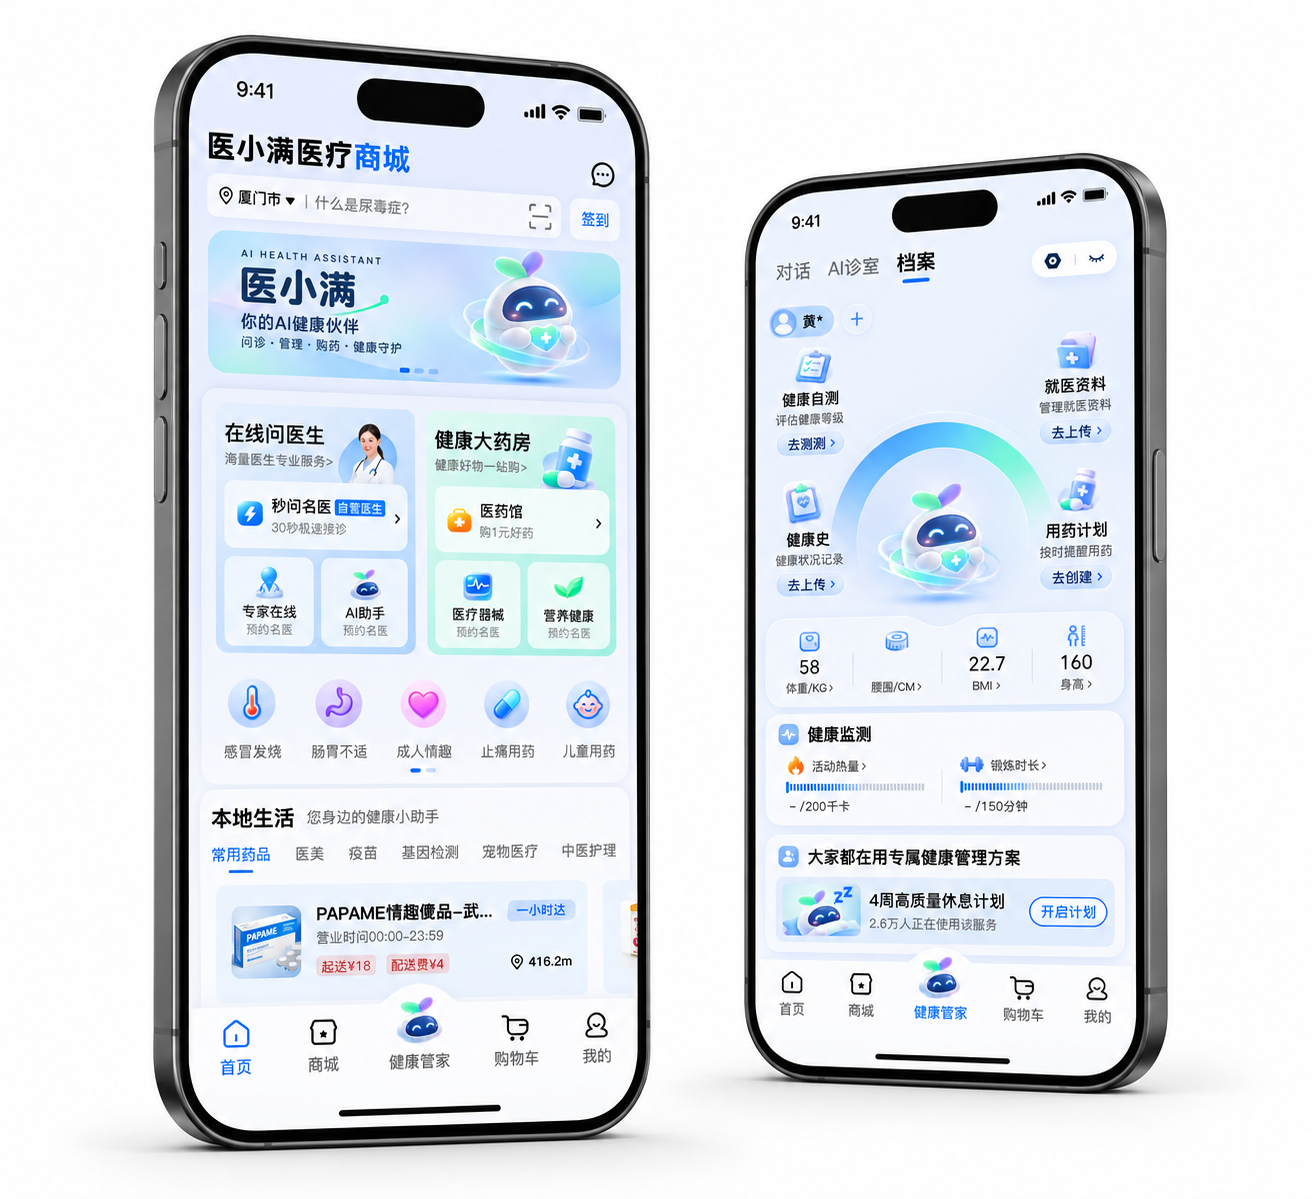 9:41
医小满医疗商城
厦门市 什么是尿毒症?
签到
AI HEALTH ASSISTANT
医小满
你的AI健康伙伴
问诊·管理·购药·健康守护
在线问医生
海量医生专业服务>
健康大药房
健康好物一站购>
秒问名医 自营医生
30秒极速接诊
医药馆
购1元好药
专家在线
预约名医
AI助手
预约名医
医疗器械
预约名医
营养健康
预约名医
感冒发烧 肠胃不适 成人情趣 止痛用药 儿童用药
本地生活 您身边的健康小助手
常用药品 医美 疫苗 基因检测 宠物医疗 中医护理
PAPAME
PAPAME情趣 品-武...
一小时达
营业时间00:00-23:59
起送¥18 配送费¥4
416.2m
首页 商城 健康管家 购物车 我的
9:41
对话 AI诊室 档案
黄* +
健康自测
评估健康等级
去测测 >
就医资料
管理就医资料
去上传 >
健康史
健康状况记录
去上传 >
用药计划
按时提醒用药
去创建 >
58
体重/KG>
腰围/CM>
22.7
BMI >
160
身高>
健康监测
活动热量>
- /200千卡
锻炼时长>
- /150分钟
大家都在用专属健康管理方案
ZZ
4周高质量休息计划
2.6万人正在使用该服务
开启计划
首页 商城 健康管家 购物车 我的